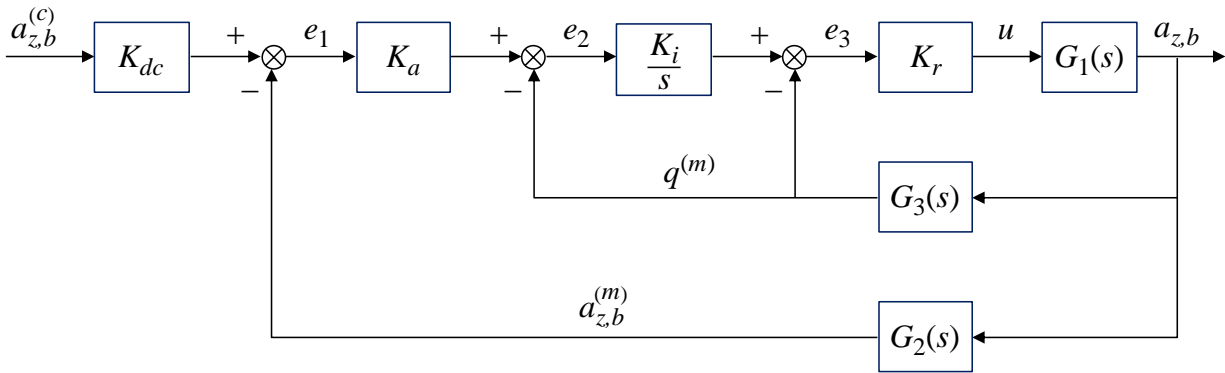 a_{z,b}^{(c)} K_{dc} + − e_1 K_a + − e_2 K_i/s + − e_3 K_r u G_1(s) a_{z,b}
q^{(m)} G_3(s)
a_{z,b}^{(m)} G_2(s)